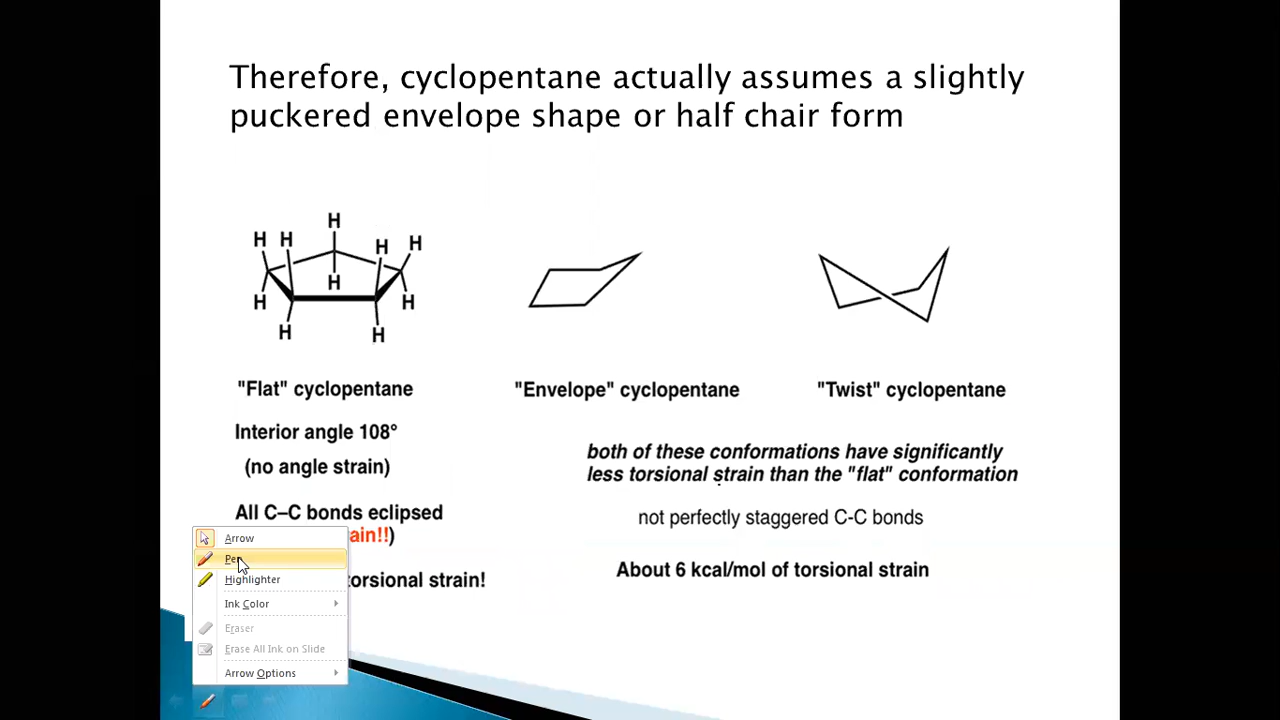 Therefore, cyclopentane actually assumes a slightly
puckered envelope shape or half chair form
H
H H H H
H
H H
H H
"Flat" cyclopentane
"Envelope" cyclopentane
"Twist" cyclopentane
Interior angle 108°
(no angle strain)
both of these conformations have significantly
less torsional strain than the "flat" conformation
All C–C bonds eclipsed
ain!!)
torsional strain!
not perfectly staggered C-C bonds
About 6 kcal/mol of torsional strain
Arrow
Highlighter
Ink Color
Eraser
Erase All Ink on Slide
Arrow Options